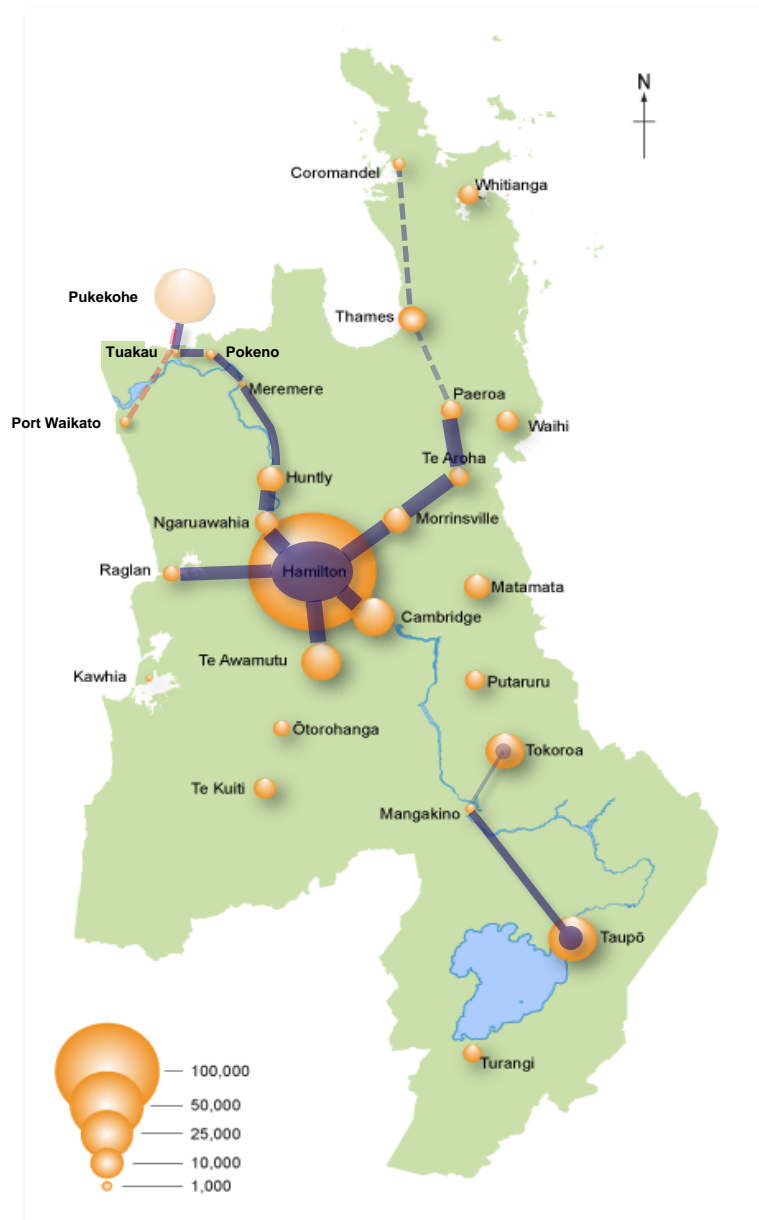 N
Coromandel
Whitianga
Pukekohe
Thames
Tuakau
Pokeno
Meremere
Paeroa
Port Waikato
Waihi
Te Aroha
Huntly
Ngaruawahia
Morrinsville
Raglan
Hamilton
Matamata
Cambridge
Te Awamutu
Kawhia
Putaruru
Ōtorohanga
Tokoroa
Te Kuiti
Mangakino
Taupō
Turangi
100,000
50,000
25,000
10,000
1,000